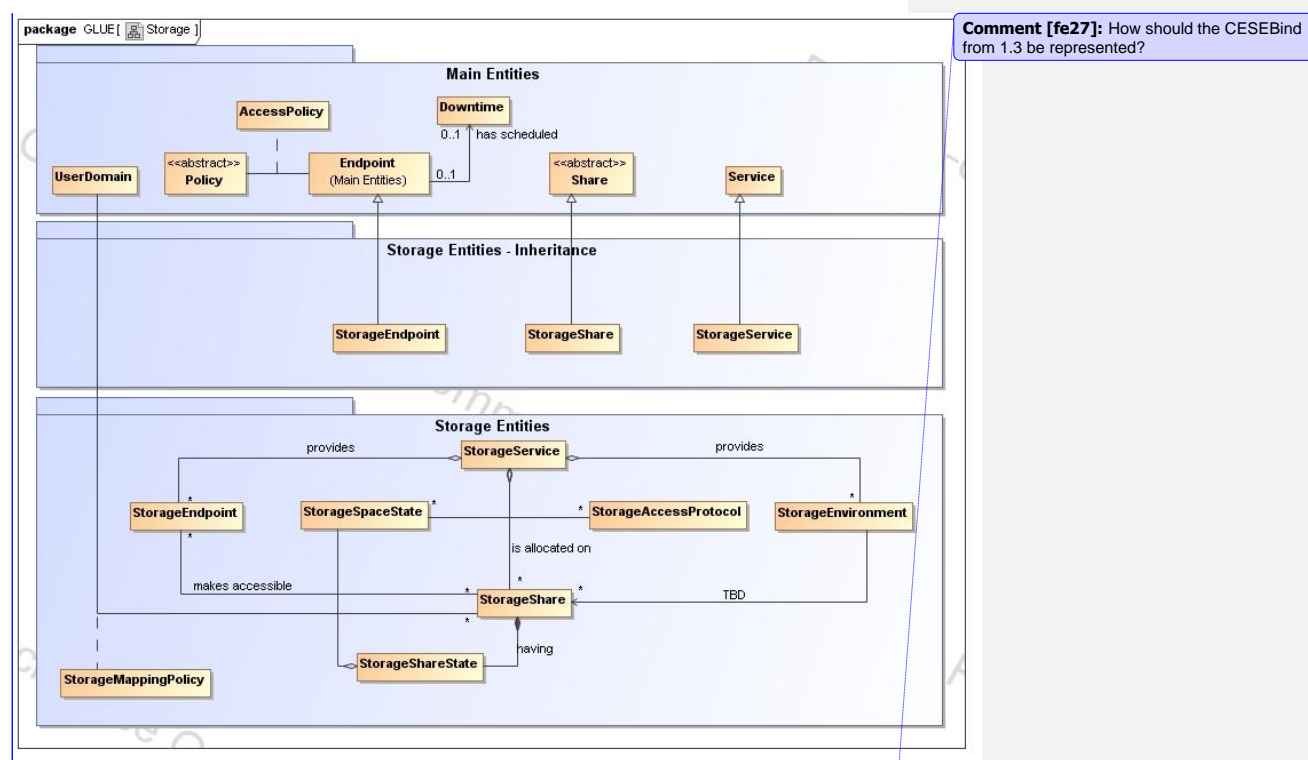 package GLUE[ Storage ]
Comment [fe27]: How should the CESEBind
from 1.3 be represented?
Main Entities
AccessPolicy
Downtime
0..1 has scheduled
<<abstract>>
Policy
Endpoint
(Main Entities)
0..1
<<abstract>>
Share
Service
UserDomain
Storage Entities - Inheritance
StorageEndpoint
StorageShare
StorageService
Storage Entities
provides
StorageService
provides
*
*
StorageEndpoint
StorageSpaceState
*
*
StorageAccessProtocol
StorageEnvironment
*
is allocated on
makes accessible
*
*
*
StorageShare
TBD
*
having
StorageShareState
StorageMappingPolicy